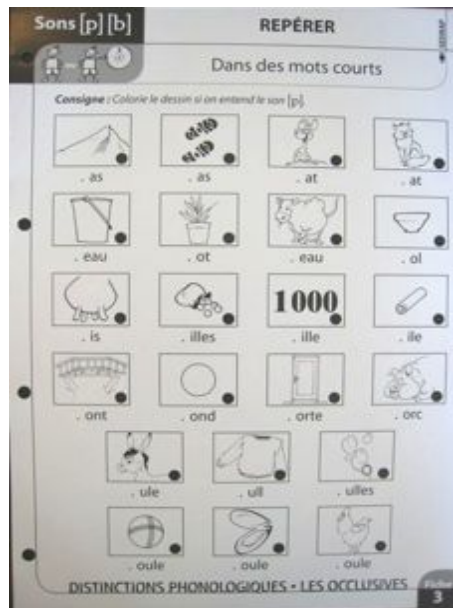 Sons [p] [b]
REPÉRER
Dans des mots courts
Consigne : Colorie le dessin si on entend le son [p].
. as . as . at . at
. eau . ot . eau . ol
1000
. is . illes . ille . ile
. ont . ond . orte . orc
. ule . ull . ulles
. oule . oule . oule
DISTINCTIONS PHONOLOGIQUES • LES OCCLUSIVES
Fiche
3